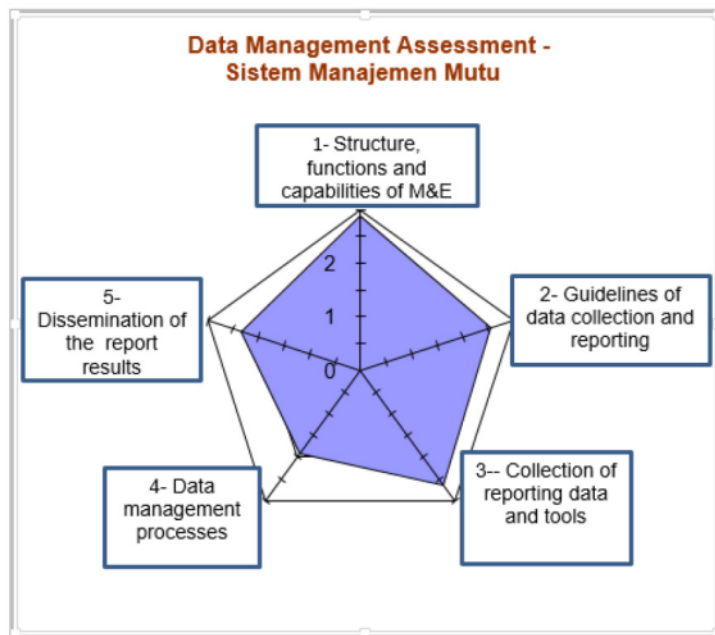 Data Management Assessment -
Sistem Manajemen Mutu
1- Structure,
functions and
capabilities of M&E
2
1
0
5-
Dissemination of
the report
results
2- Guidelines of
data collection and
reporting
4- Data
management
processes
3-- Collection of
reporting data
and tools